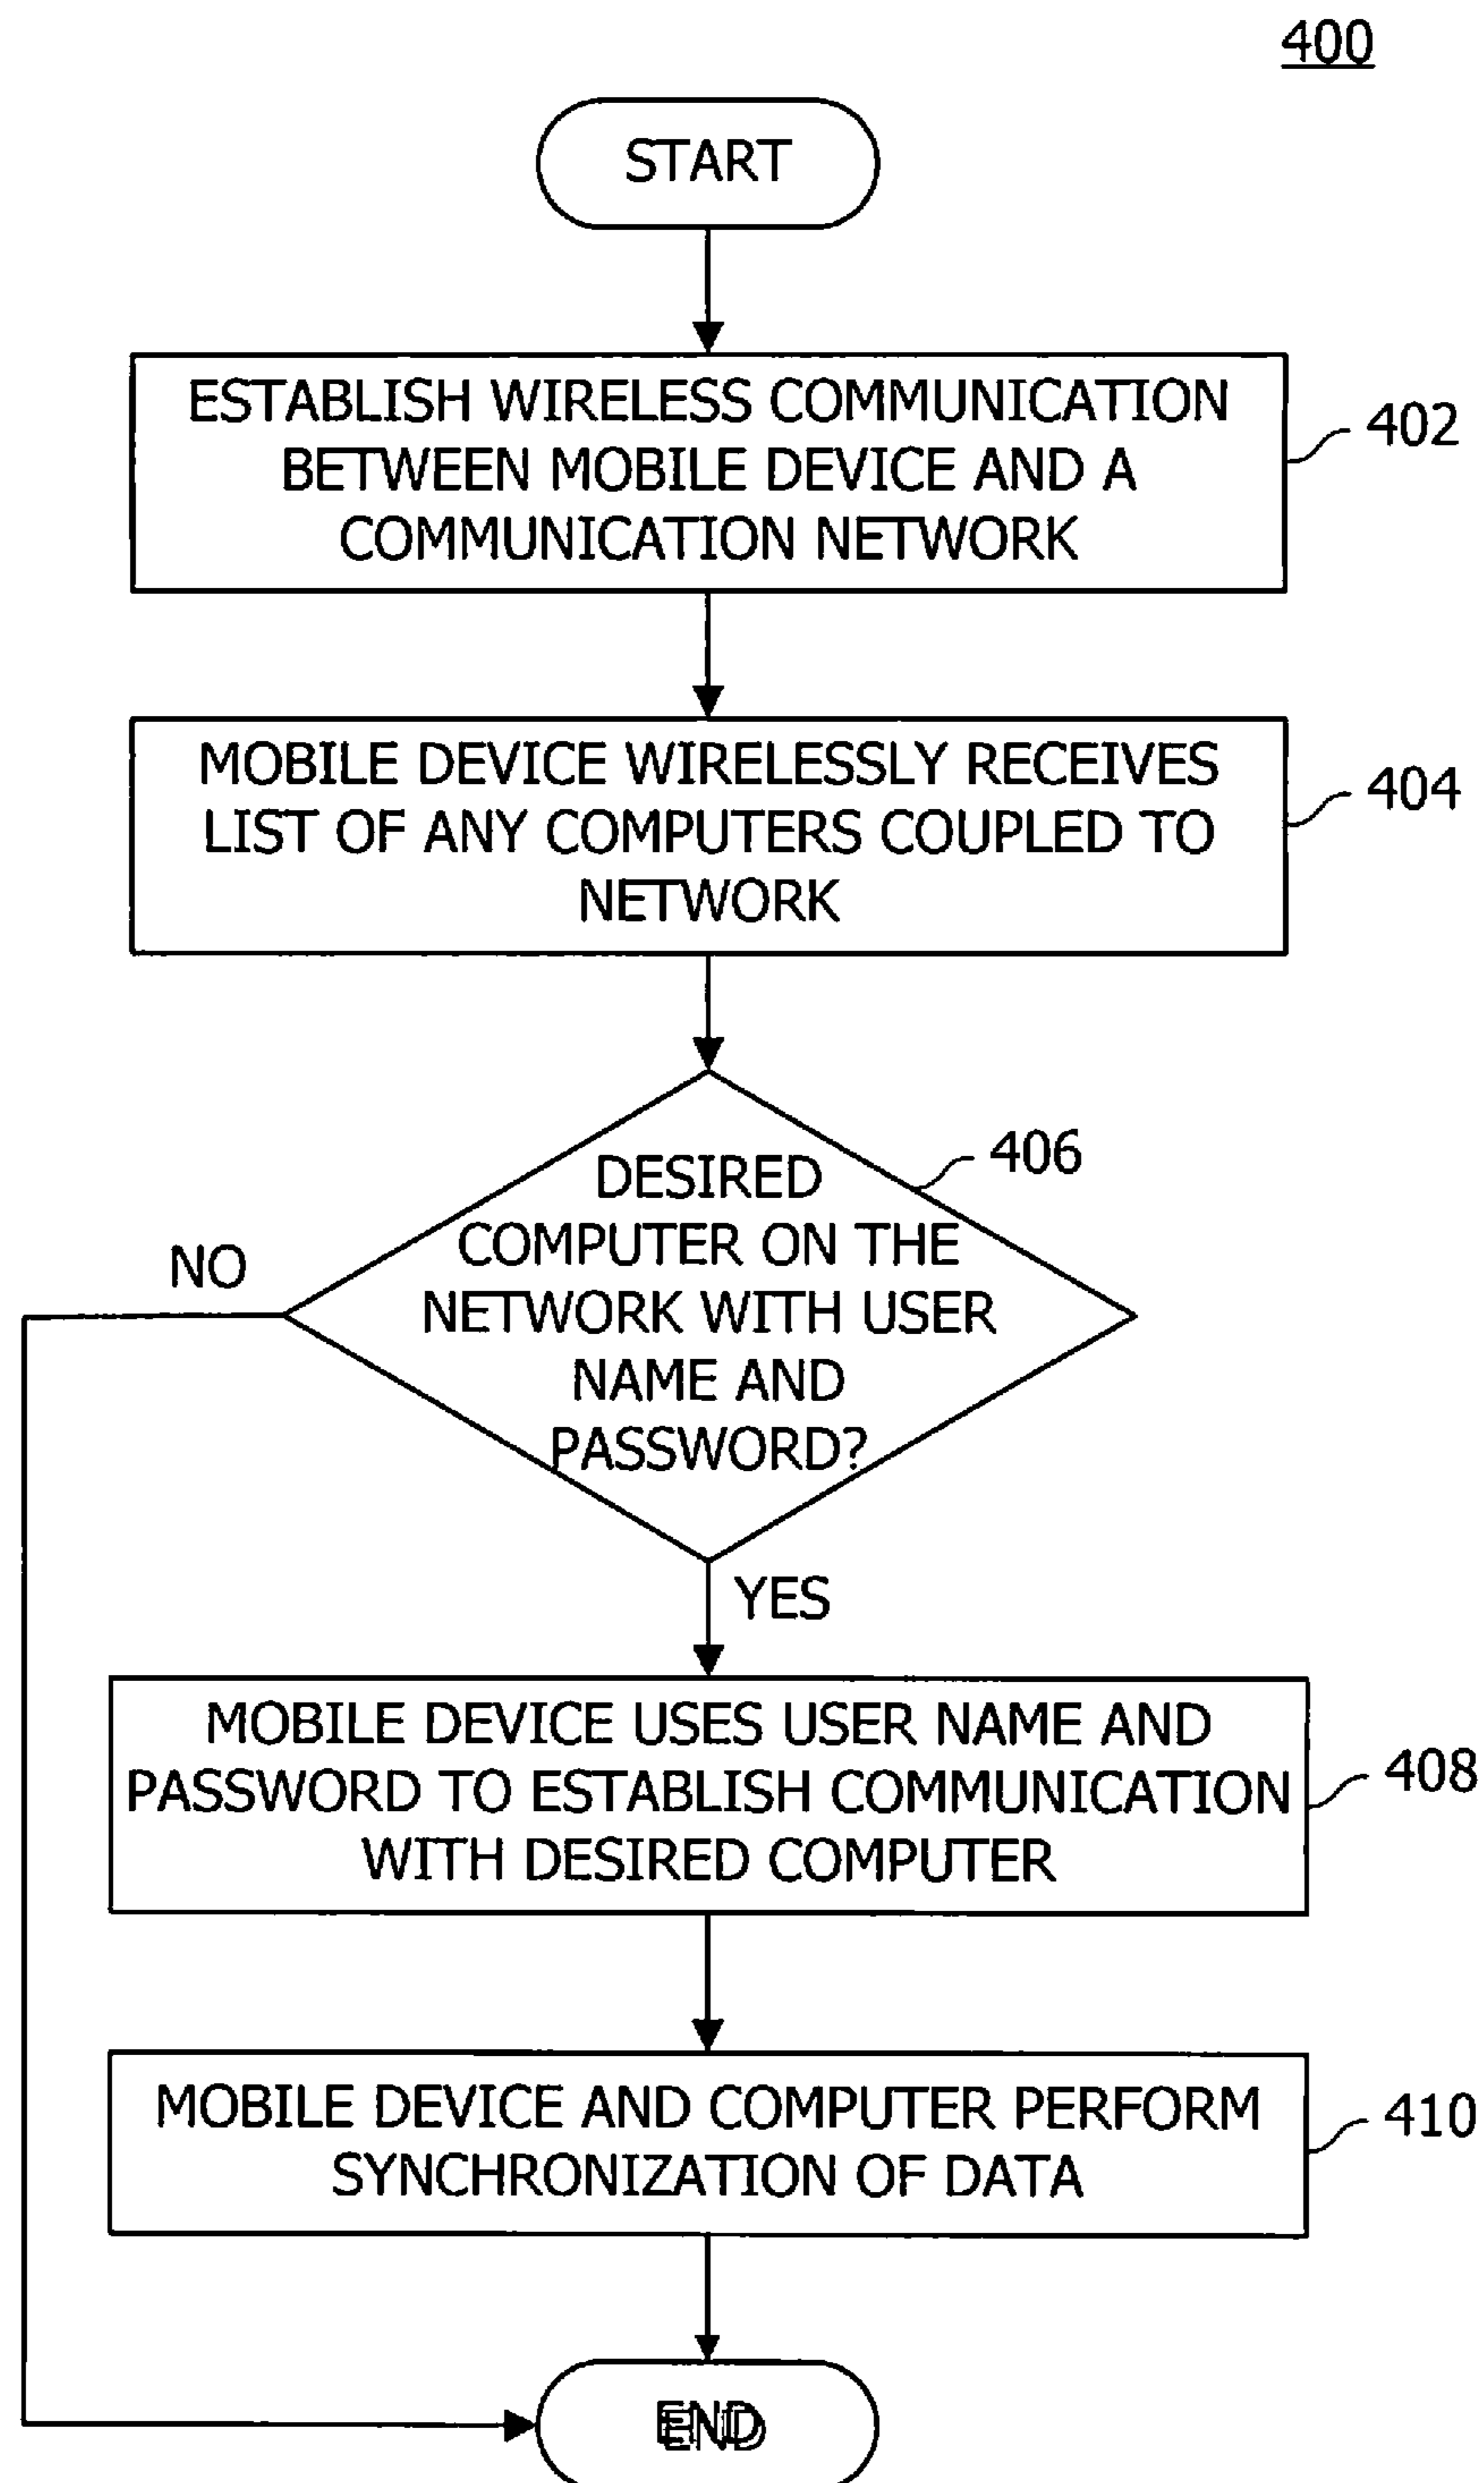 400
START
ESTABLISH WIRELESS COMMUNICATION
BETWEEN MOBILE DEVICE AND A
COMMUNICATION NETWORK
402
MOBILE DEVICE WIRELESSLY RECEIVES
LIST OF ANY COMPUTERS COUPLED TO
NETWORK
404
DESIRED
COMPUTER ON THE
NETWORK WITH USER
NAME AND
PASSWORD?
406
NO
YES
MOBILE DEVICE USES USER NAME AND
PASSWORD TO ESTABLISH COMMUNICATION
WITH DESIRED COMPUTER
408
MOBILE DEVICE AND COMPUTER PERFORM
SYNCHRONIZATION OF DATA
410
END